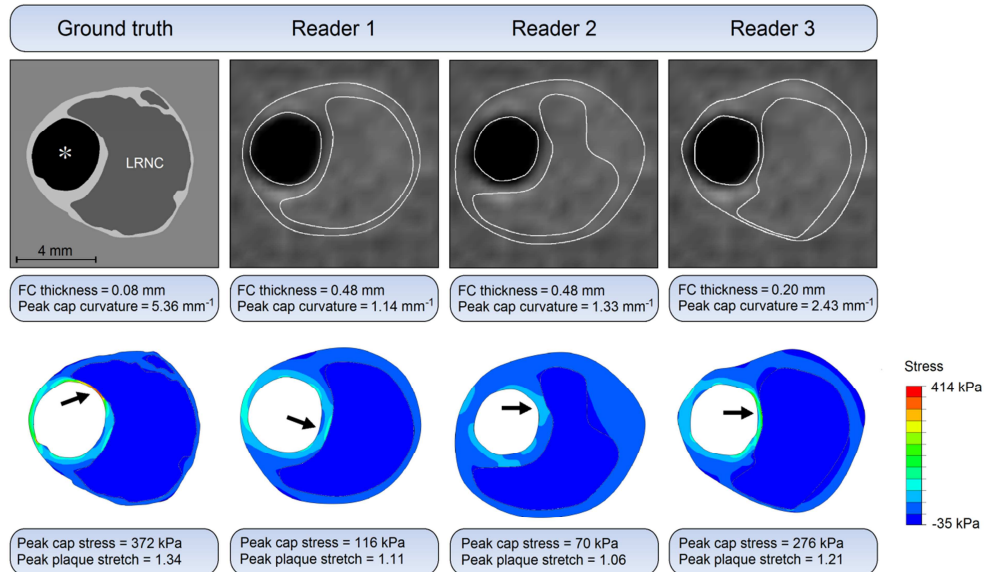 Ground truth
Reader 1
Reader 2
Reader 3
*
LRNC
4 mm
FC thickness = 0.08 mm
Peak cap curvature = 5.36 mm⁻¹
FC thickness = 0.48 mm
Peak cap curvature = 1.14 mm⁻¹
FC thickness = 0.48 mm
Peak cap curvature = 1.33 mm⁻¹
FC thickness = 0.20 mm
Peak cap curvature = 2.43 mm⁻¹
Stress
414 kPa
-35 kPa
Peak cap stress = 372 kPa
Peak plaque stretch = 1.34
Peak cap stress = 116 kPa
Peak plaque stretch = 1.11
Peak cap stress = 70 kPa
Peak plaque stretch = 1.06
Peak cap stress = 276 kPa
Peak plaque stretch = 1.21